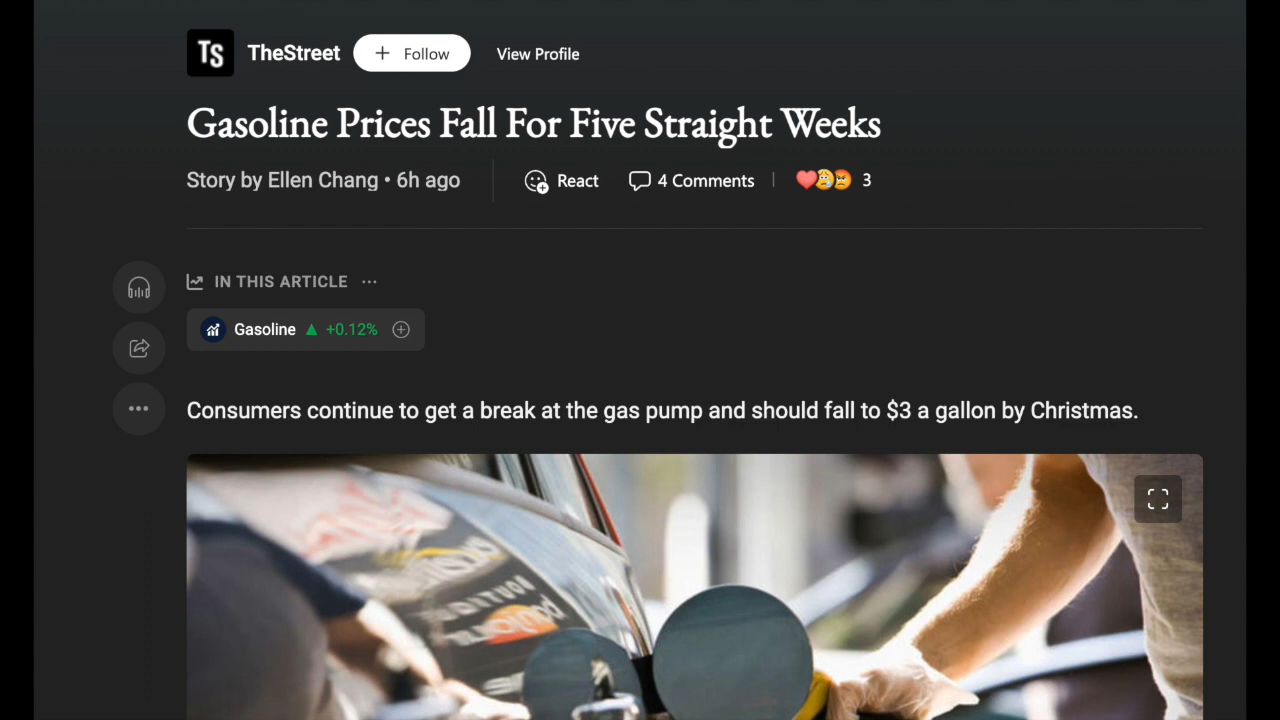 TS
TheStreet
+ Follow
View Profile
Gasoline Prices Fall For Five Straight Weeks
Story by Ellen Chang • 6h ago
React
4 Comments
3
IN THIS ARTICLE ...
Gasoline ▲ +0.12%
Consumers continue to get a break at the gas pump and should fall to $3 a gallon by Christmas.